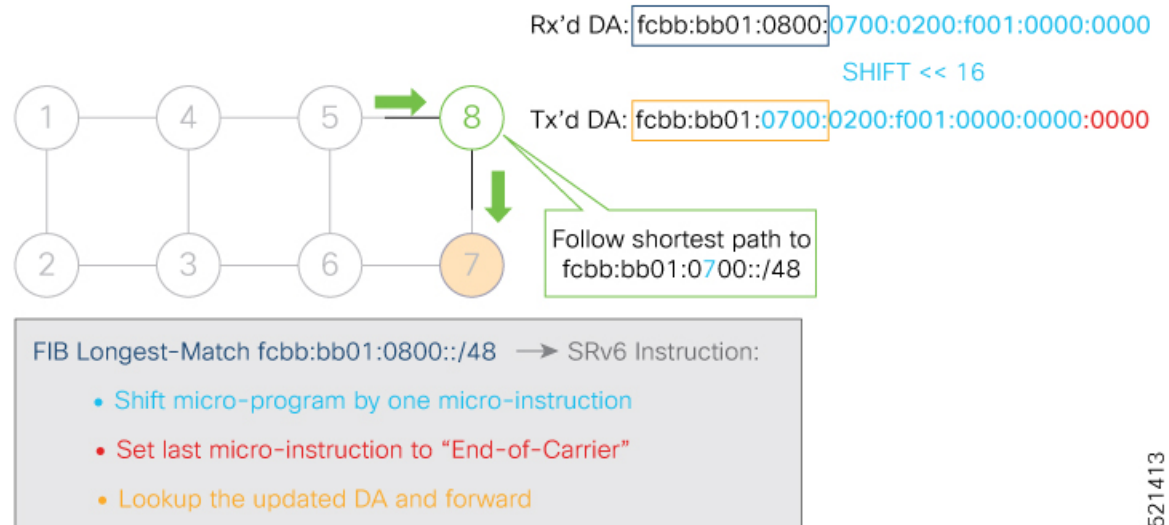 Rx'd DA: fcbb:bb01:0800:0700:0200:f001:0000:0000
SHIFT << 16
Tx'd DA: fcbb:bb01:0700:0200:f001:0000:0000:0000
1
4
5
8
2
3
6
7
Follow shortest path to
fcbb:bb01:0700::/48
FIB Longest-Match fcbb:bb01:0800::/48 → SRv6 Instruction:
• Shift micro-program by one micro-instruction
• Set last micro-instruction to “End-of-Carrier”
• Lookup the updated DA and forward
521413